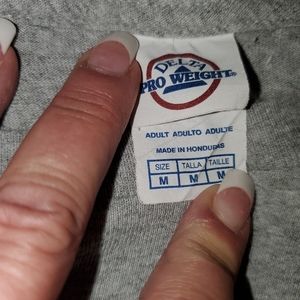 DELTA
PRO WEIGHT®
ADULT ADULTO ADULTE
MADE IN HONDURAS
SIZE TALLA TAILLE
M M M